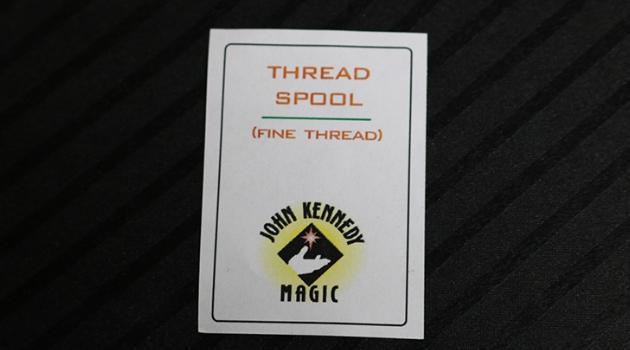 THREAD
SPOOL
(FINE THREAD)
JOHN KENNEDY
MAGIC